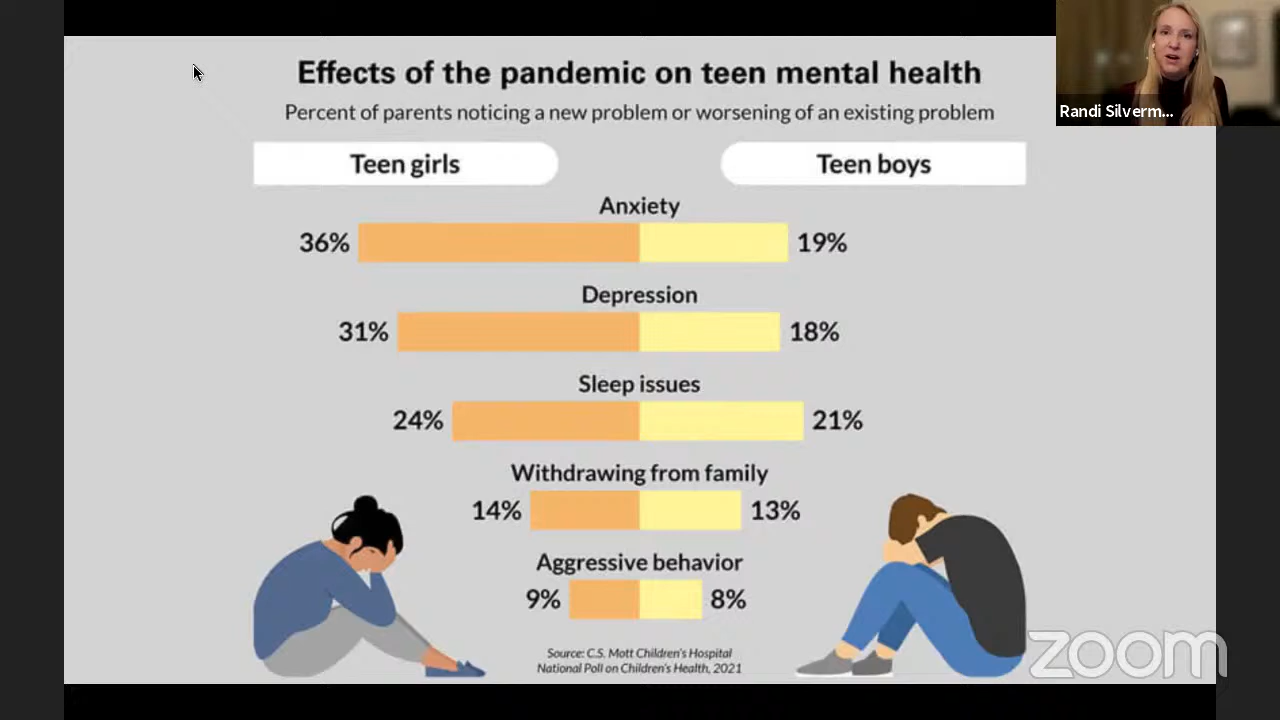 Effects of the pandemic on teen mental health
Randi Silverm...
Percent of parents noticing a new problem or worsening of an existing problem
Teen girls
Teen boys
Anxiety
36%
19%
Depression
31%
18%
Sleep issues
24%
21%
Withdrawing from family
14%
13%
Aggressive behavior
9%
8%
Source: C.S. Mott Children's Hospital
National Poll on Children's Health, 2021
zoom